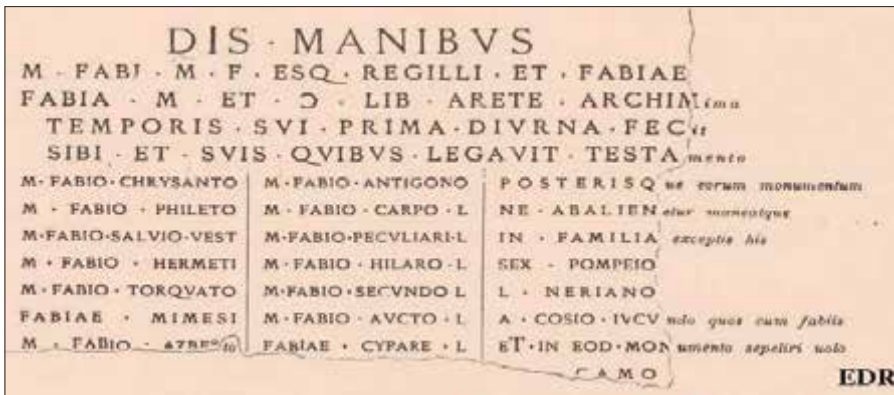 DIS · MANIBVS
M · FABI · M · F · ESQ · REGILLI · ET · FABIAE
FABIA · M · ET · Ɔ · LIB · ARETE · ARCHIMima
TEMPORIS · SVI · PRIMA · DIVRNA · FECit
SIBI · ET · SVIS · QVIBVS · LEGAVIT · TESTAmento
M · FABIO · CHRYSANTO
M · FABIO · PHILETO
M · FABIO · SALVIO · VEST
M · FABIO · HERMETI
M · FABIO · TORQVATO
FABIAE · MIMESI
M · FABIO
M · FABIO · ANTIGONO
M · FABIO · CARPO · L
M · FABIO · PECVLIARI · L
M · FABIO · HILARO · L
M · FABIO · SECVNDO L
M · FABIO · AVCTO · L
FABIAE · CYPARE · L
POSTERISQue eorum monumentum
NE · ABALIENetur maneatque
IN · FAMILIA exceptis his
SEX · POMPEIO
L · NERIANO
A · COSIO · IVCVndo quos cum fabiis
ET · IN EOD · MONumento sepeliri uolo
CAMO
EDR